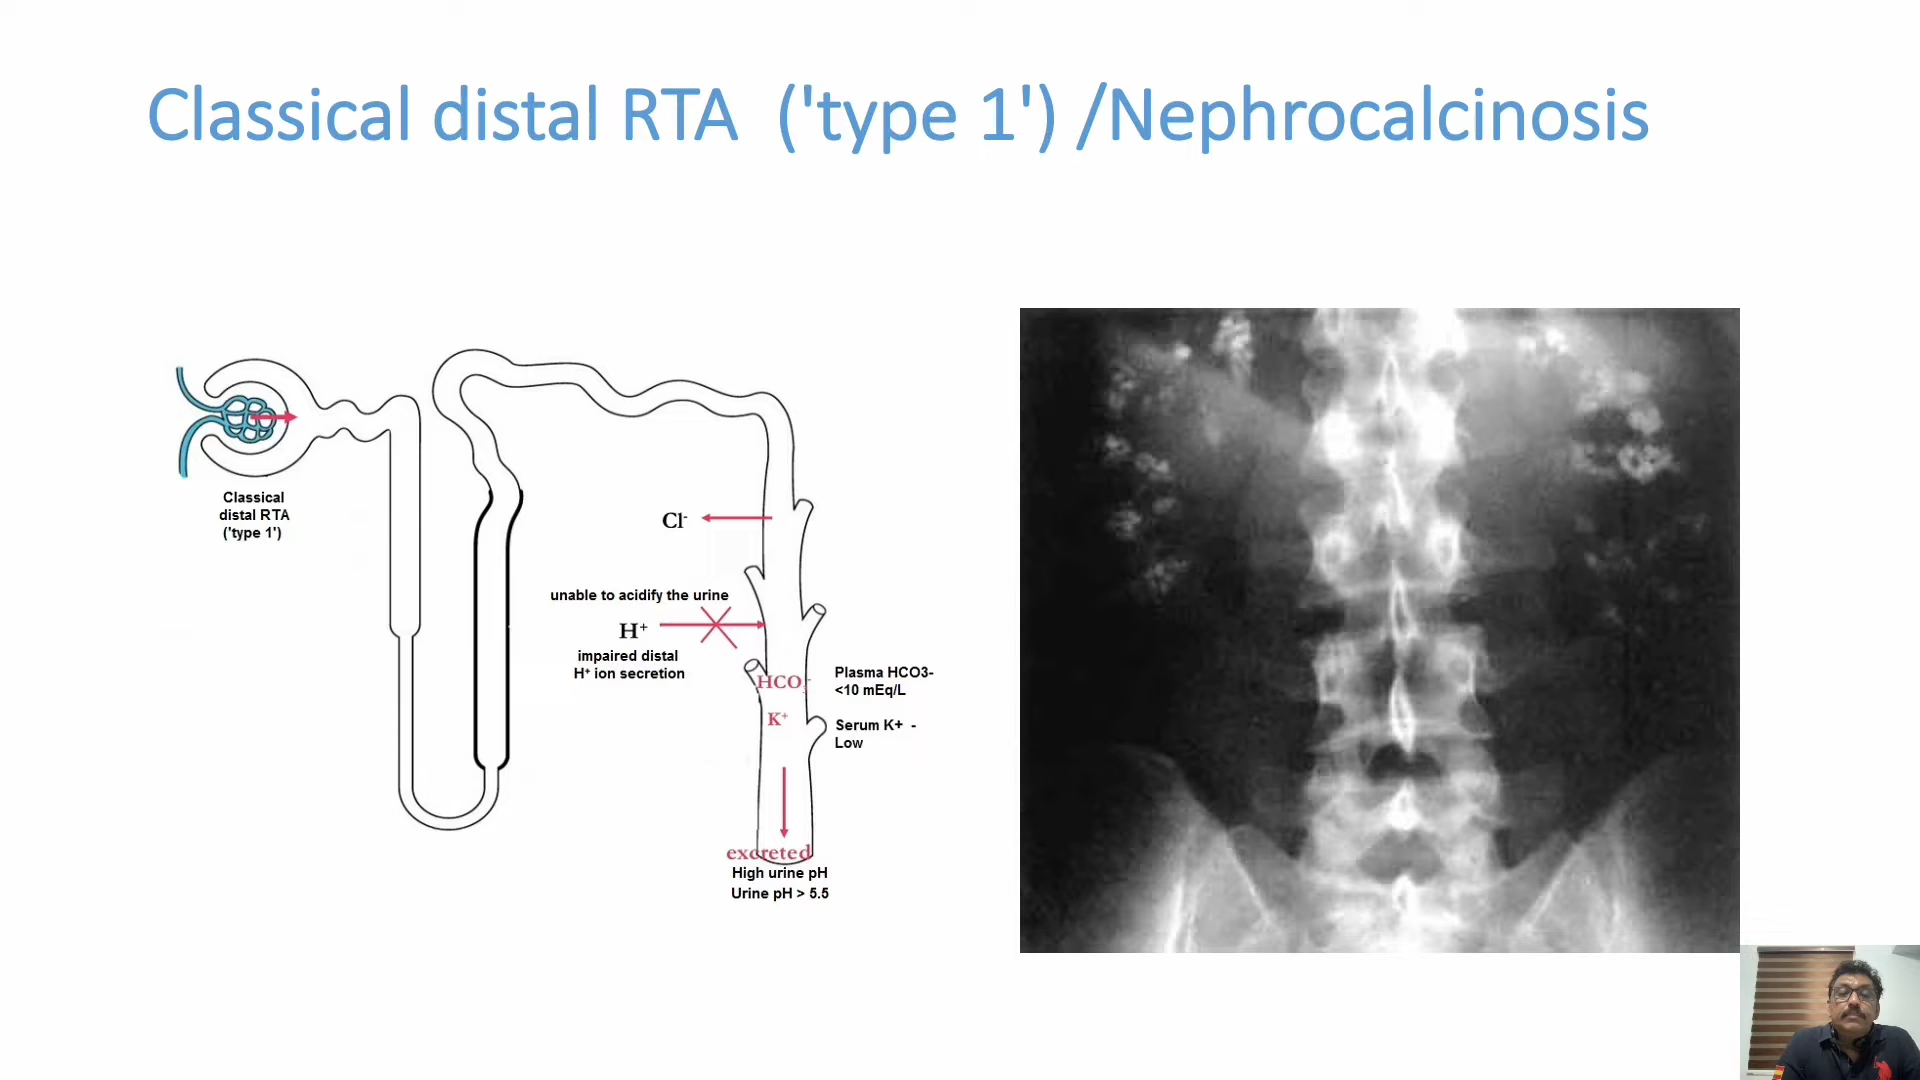 Classical distal RTA ('type 1') /Nephrocalcinosis
Classical
distal RTA
('type 1')
Cl-
unable to acidify the urine
H+
impaired distal
H+ ion secretion
HCO3-
K+
Plasma HCO3-
<10 mEq/L
Serum K+ -
Low
excreted
High urine pH
Urine pH > 5.5